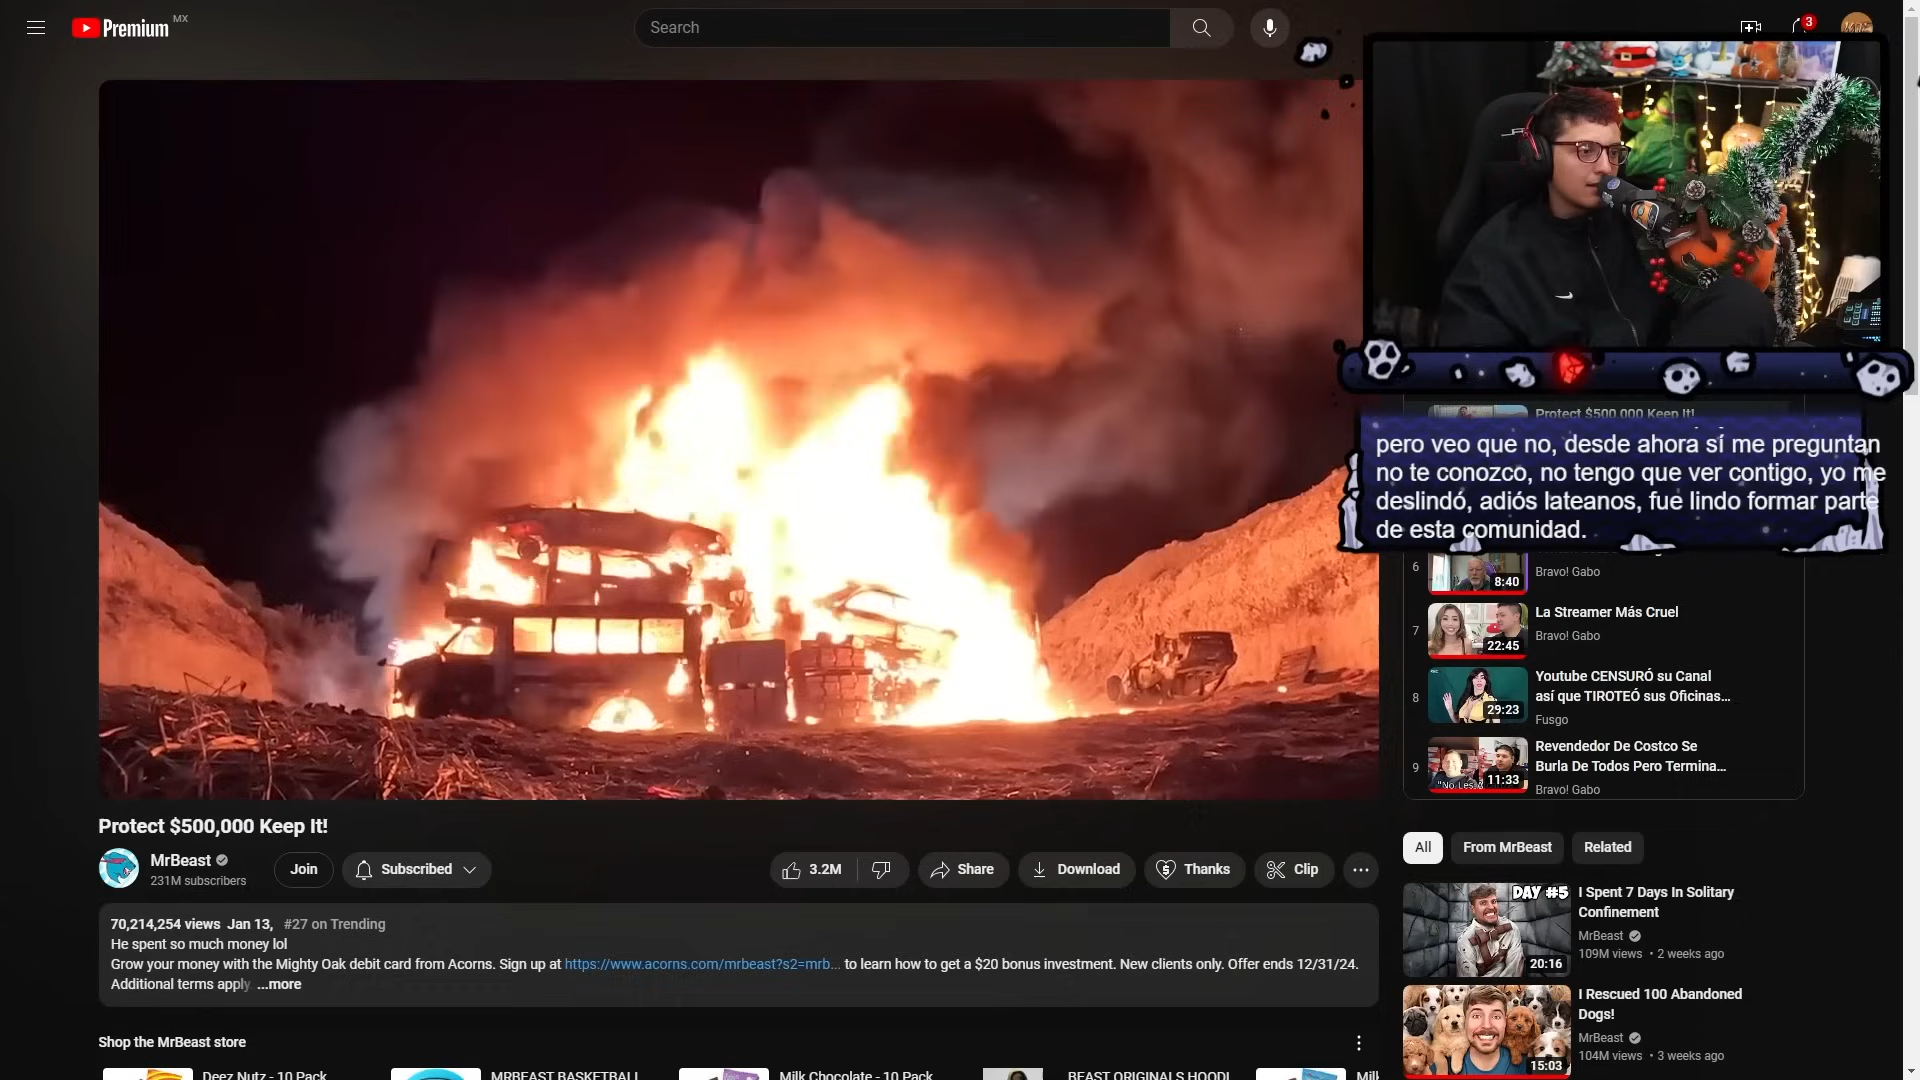 Premium MX
Search
3
Protect $500,000 Keep It!
pero veo que no, desde ahora sí me preguntan
no te conozco, no tengo que ver contigo, yo me
deslindó, adiós lateanos, fue lindo formar parte
de esta comunidad.
6
8:40
Bravo! Gabo
7
22:45
La Streamer Más Cruel
Bravo! Gabo
8
29:23
Youtube CENSURÓ su Canal
así que TIROTEÓ sus Oficinas...
Fusgo
9
11:33
Revendedor De Costco Se
Burla De Todos Pero Termina...
Bravo! Gabo
Protect $500,000 Keep It!
MrBeast
231M subscribers
Join
Subscribed
3.2M
Share
Download
Thanks
Clip
70,214,254 views Jan 13, #27 on Trending
He spent so much money lol
Grow your money with the Mighty Oak debit card from Acorns. Sign up at https://www.acorns.com/mrbeast?s2=mrb... to learn how to get a $20 bonus investment. New clients only. Offer ends 12/31/24.
Additional terms apply ...more
Shop the MrBeast store
Deez Nutz - 10 Pack
MRBEAST BASKETBALL
Milk Chocolate - 10 Pack
BEAST ORIGINALS HOODI
Milk
All
From MrBeast
Related
DAY #5
20:16
I Spent 7 Days In Solitary
Confinement
MrBeast
109M views • 2 weeks ago
15:03
I Rescued 100 Abandoned
Dogs!
MrBeast
104M views • 3 weeks ago